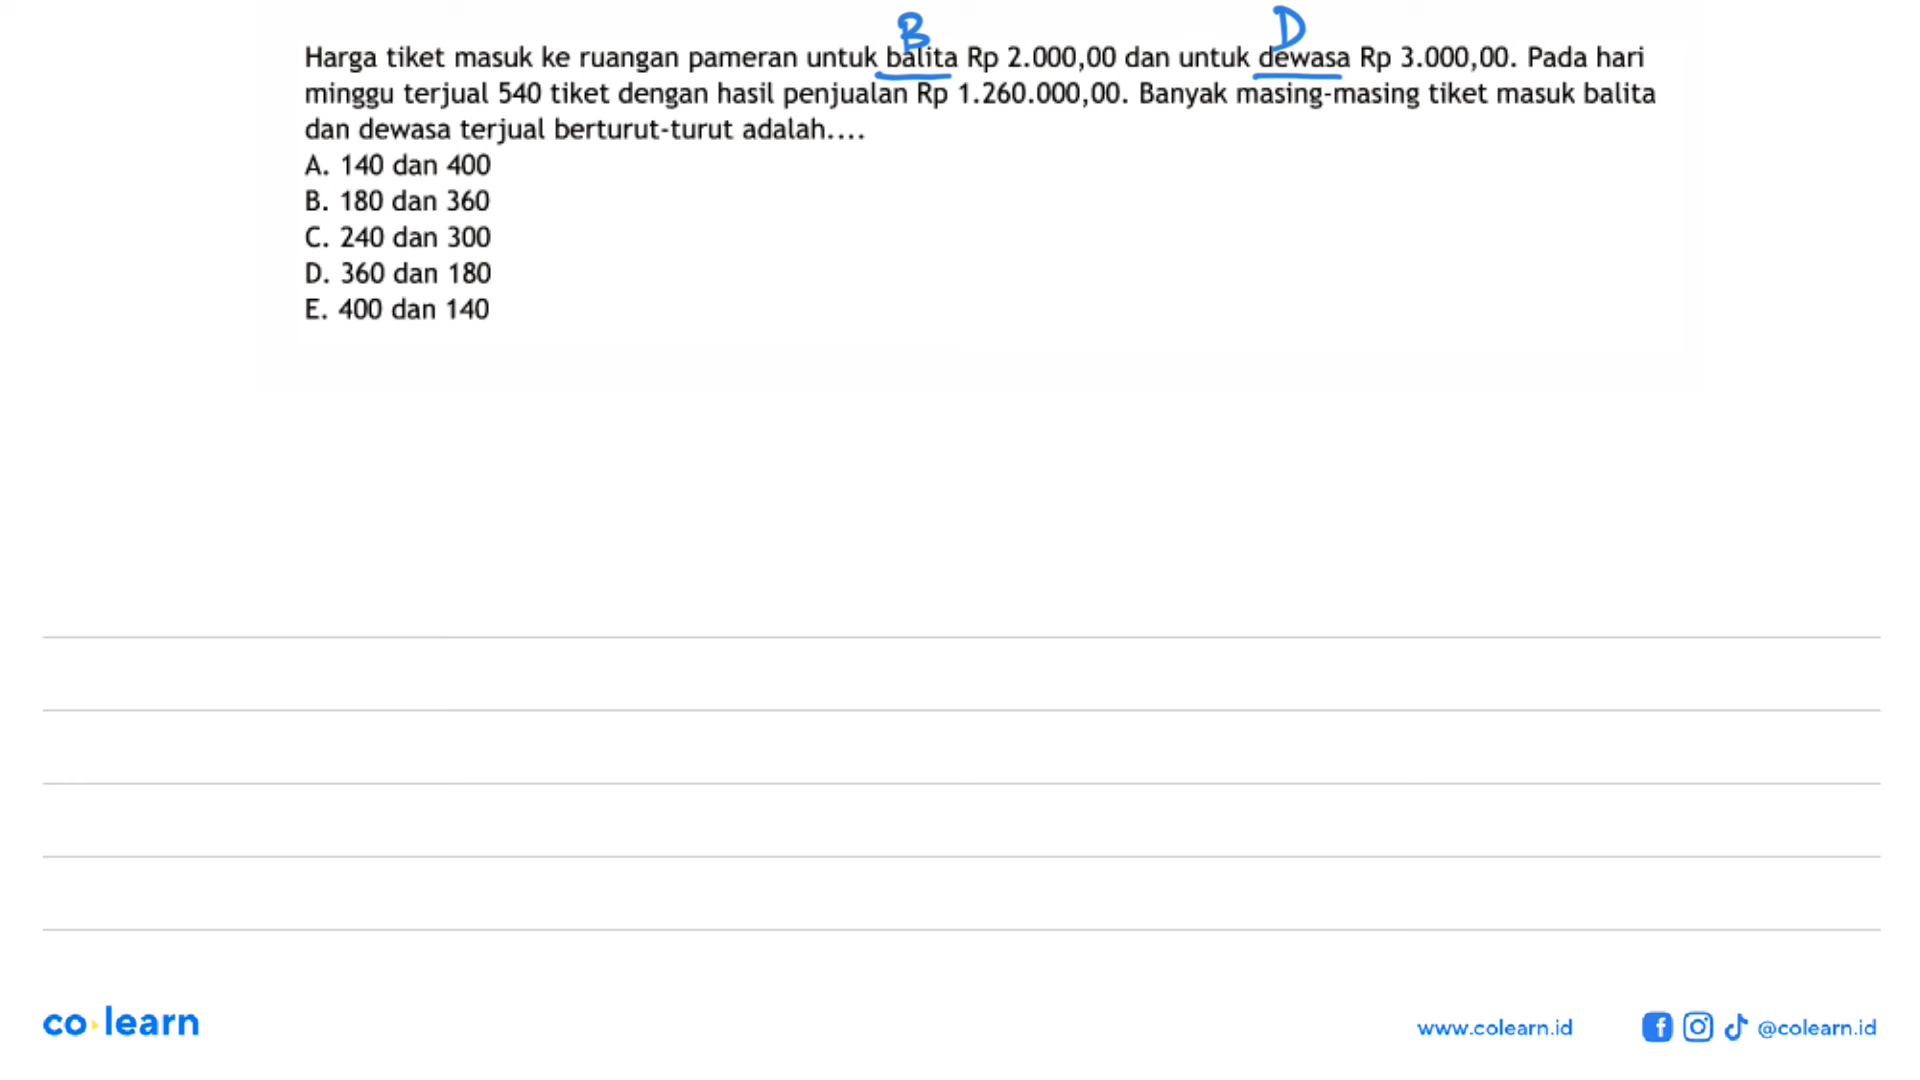 B D
Harga tiket masuk ke ruangan pameran untuk balita Rp 2.000,00 dan untuk dewasa Rp 3.000,00. Pada hari
minggu terjual 540 tiket dengan hasil penjualan Rp 1.260.000,00. Banyak masing-masing tiket masuk balita
dan dewasa terjual berturut-turut adalah....
A. 140 dan 400
B. 180 dan 360
C. 240 dan 300
D. 360 dan 180
E. 400 dan 140
co learn
www.colearn.id @colearn.id